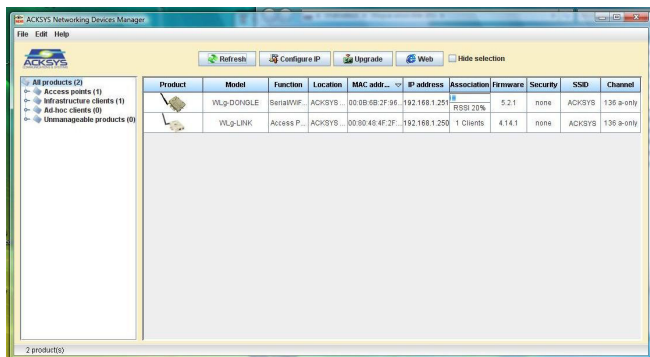 ACKSYS Networking Devices Manager
File Edit Help
ACKSYS
Refresh Configure IP Upgrade Web Hide selection
All products (2)
Access points (1)
Infrastructure clients (1)
Ad-hoc clients (0)
Unmanageable products (0)
Product Model Function Location MAC addr... IP address Association Firmware Security SSID Channel
WLg-DONGLE SerialWiF... ACKSYS ... 00:0B:6B:2F:96... 192.168.1.251 RSSI 20% 5.2.1 none ACKSYS 136 a-only
WLg-LINK Access P... ACKSYS ... 00:80:48:4F:2F:... 192.168.1.250 1 Clients 4.14.1 none ACKSYS 136 a-only
2 product(s)